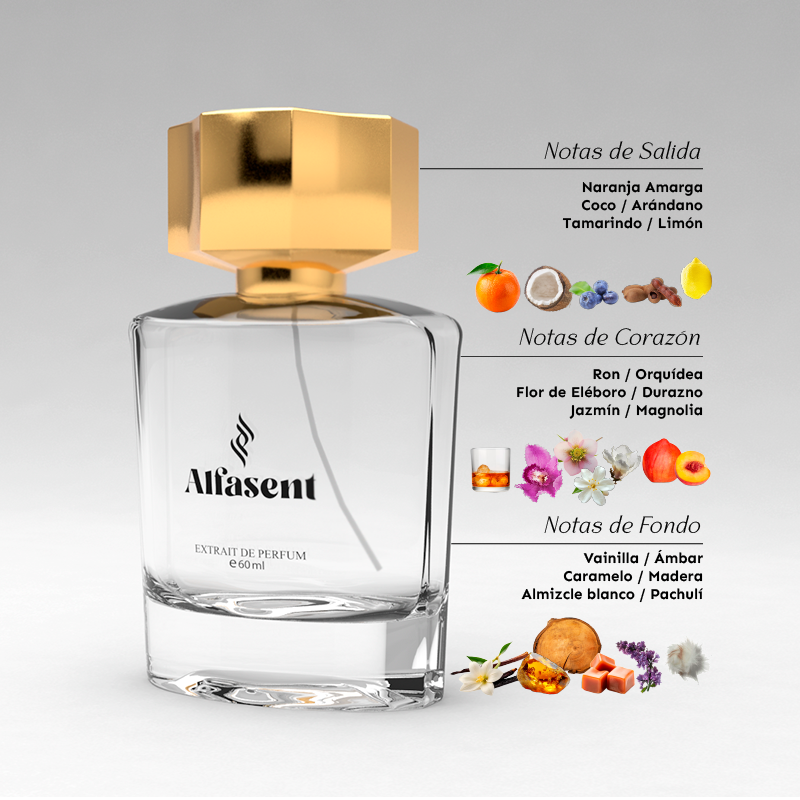 Notas de Salida
Naranja Amarga
Coco / Arándano
Tamarindo / Limón
Notas de Corazón
Ron / Orquídea
Flor de Eléboro / Durazno
Jazmín / Magnolia
Alfasent
EXTRAIT DE PERFUM
e60ml
Notas de Fondo
Vainilla / Ámbar
Caramelo / Madera
Almizcle blanco / Pachulí